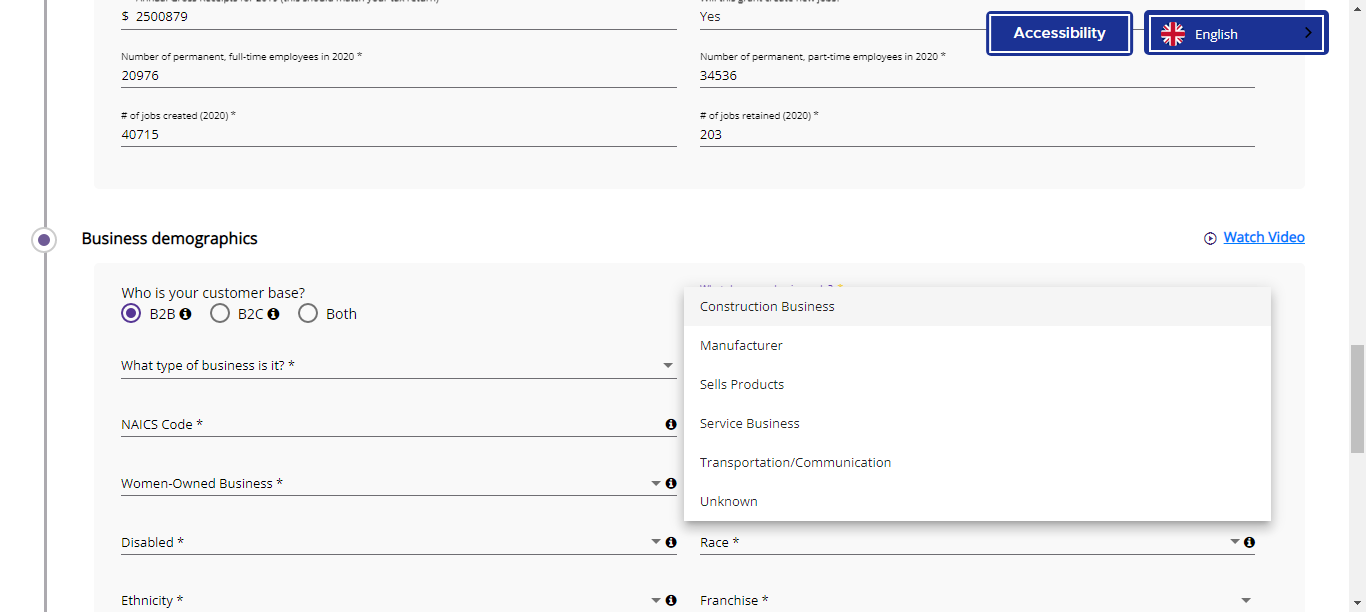 $ 2500879
Yes
Accessibility
English
Number of permanent, full-time employees in 2020 *
20976
Number of permanent, part-time employees in 2020 *
34536
# of jobs created (2020) *
40715
# of jobs retained (2020) *
203
Business demographics
Watch Video
Who is your customer base?
B2B
B2C
Both
What type of business is it? *
NAICS Code *
Women-Owned Business *
Disabled *
Ethnicity *
Construction Business
Manufacturer
Sells Products
Service Business
Transportation/Communication
Unknown
Race *
Franchise *